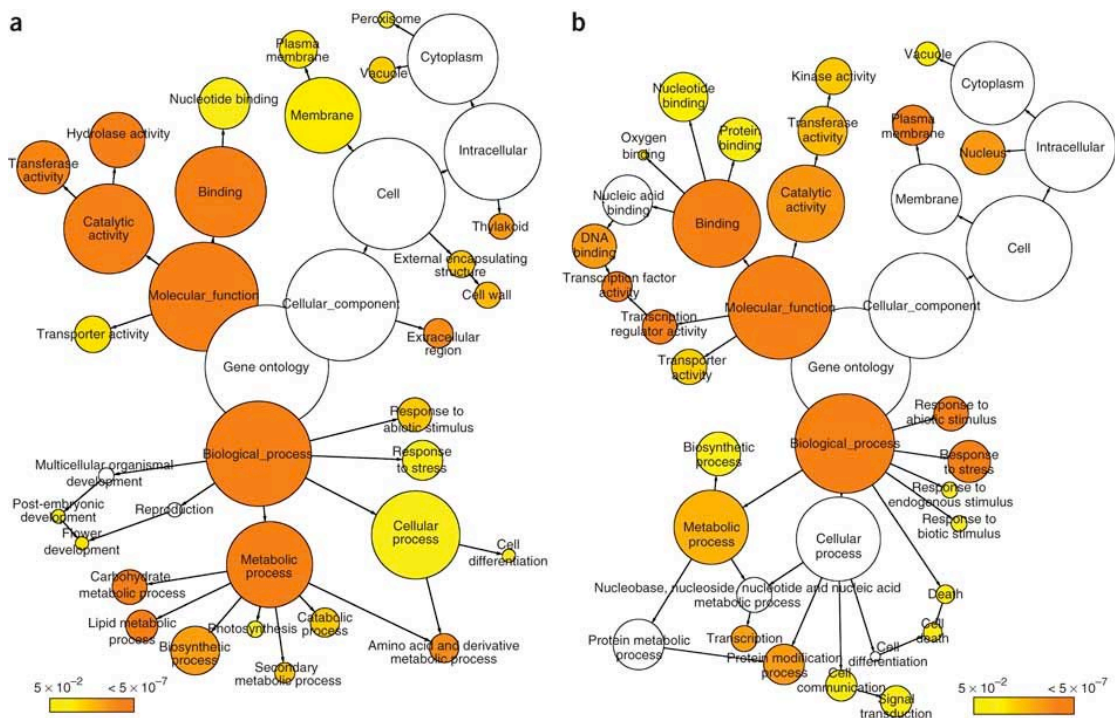 a
Peroxisome
Plasma
membrane
Cytoplasm
Vacuole
Nucleotide binding
Membrane
Hydrolase activity
Intracellular
Transferase
activity
Binding
Cell
Catalytic
activity
Thylakoid
External encapsulating
structure
Cell wall
Molecular_function
Cellular_component
Transporter activity
Extracellular
region
Gene ontology
Response to
abiotic stimulus
Biological_process
Response
to stress
Multicellular organismal
development
Post-embryonic
development
Reproduction
Flower
development
Cellular
process
Cell
differentiation
Metabolic
process
Carbohydrate
metabolic process
Lipid metabolic
process
Photosynthesis
Catabolic
process
Biosynthetic
process
Amino acid and derivative
metabolic process
Secondary
metabolic process
5 × 10⁻²
< 5 × 10⁻⁷
b
Vacuole
Cytoplasm
Kinase activity
Nucleotide
binding
Plasma
membrane
Transferase
activity
Oxygen
binding
Protein
binding
Nucleus
Intracellular
Nucleic acid
binding
Catalytic
activity
Membrane
Binding
DNA
binding
Cell
Transcription factor
activity
Molecular_function
Cellular_component
Transcription
regulator activity
Transporter
activity
Gene ontology
Response to
abiotic stimulus
Biological_process
Biosynthetic
process
Response
to stress
Response to
endogenous stimulus
Response to
biotic stimulus
Metabolic
process
Cellular
process
Nucleobase, nucleoside, nucleotide and nucleic acid
metabolic process
Death
Cell
death
Transcription
Protein metabolic
process
Cell
differentiation
Protein modification
process
Cell
communication
Signal
transduction
5 × 10⁻²
< 5 × 10⁻⁷